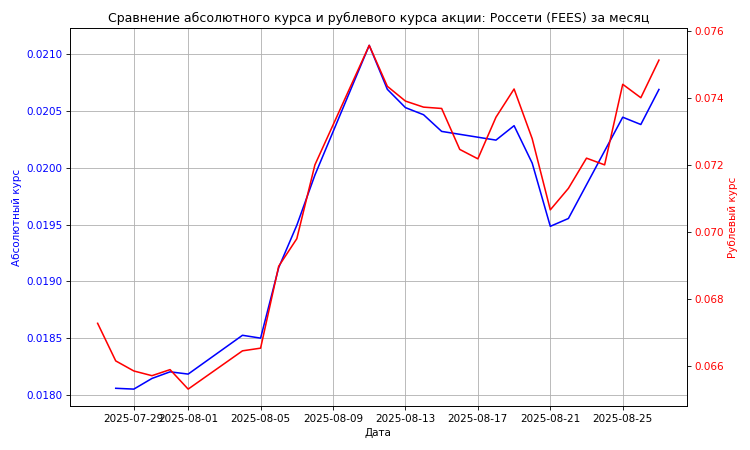 Сравнение абсолютного курса и рублевого курса акции: Россети (FEES) за месяц
Абсолютный курс
0.0210
0.0205
0.0200
0.0195
0.0190
0.0185
0.0180
0.076
0.074
0.072
0.070
0.068
0.066
Рублевый курс
2025-07-29 2025-08-01 2025-08-05 2025-08-09 2025-08-13 2025-08-17 2025-08-21 2025-08-25
Дата